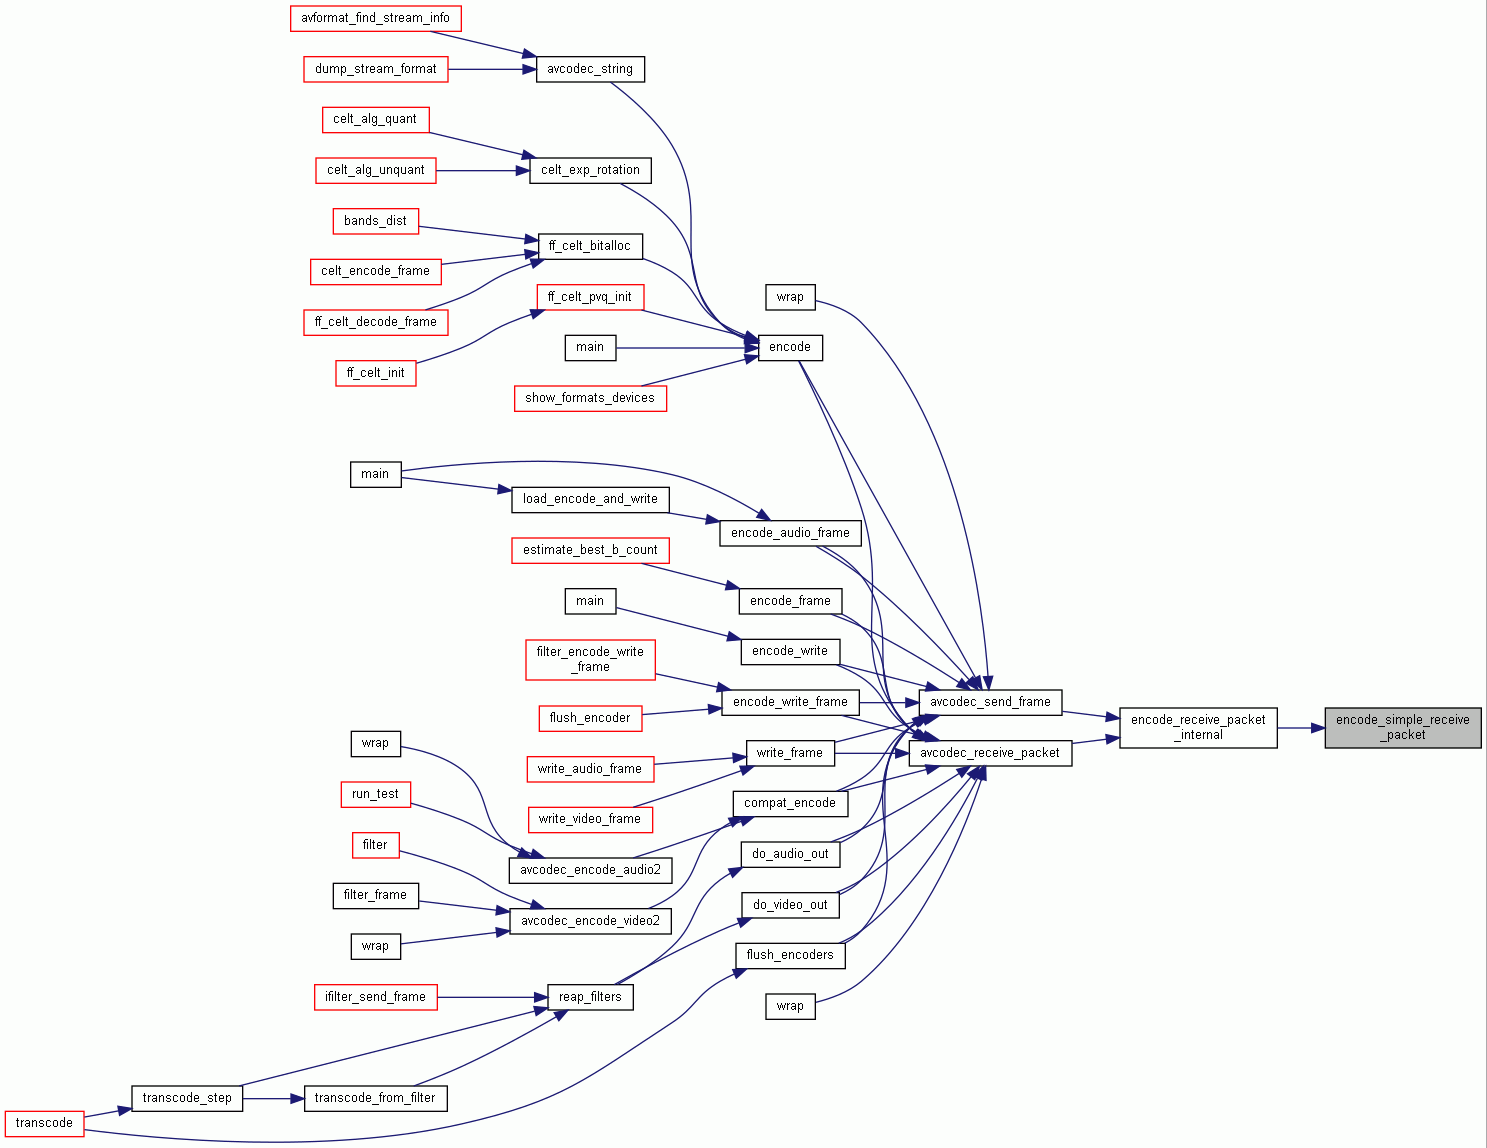 avformat_find_stream_info
dump_stream_format
avcodec_string
celt_alg_quant
celt_alg_unquant
celt_exp_rotation
bands_dist
ff_celt_bitalloc
celt_encode_frame
ff_celt_pvq_init
wrap
ff_celt_decode_frame
main
encode
ff_celt_init
show_formats_devices
main
load_encode_and_write
encode_audio_frame
estimate_best_b_count
main
encode_frame
filter_encode_write
_frame
encode_write
encode_write_frame
avcodec_send_frame
flush_encoder
encode_receive_packet
_internal
encode_simple_receive
_packet
wrap
write_frame
avcodec_receive_packet
write_audio_frame
run_test
compat_encode
write_video_frame
filter
avcodec_encode_audio2
do_audio_out
filter_frame
avcodec_encode_video2
do_video_out
wrap
flush_encoders
ifilter_send_frame
reap_filters
wrap
transcode_step
transcode_from_filter
transcode